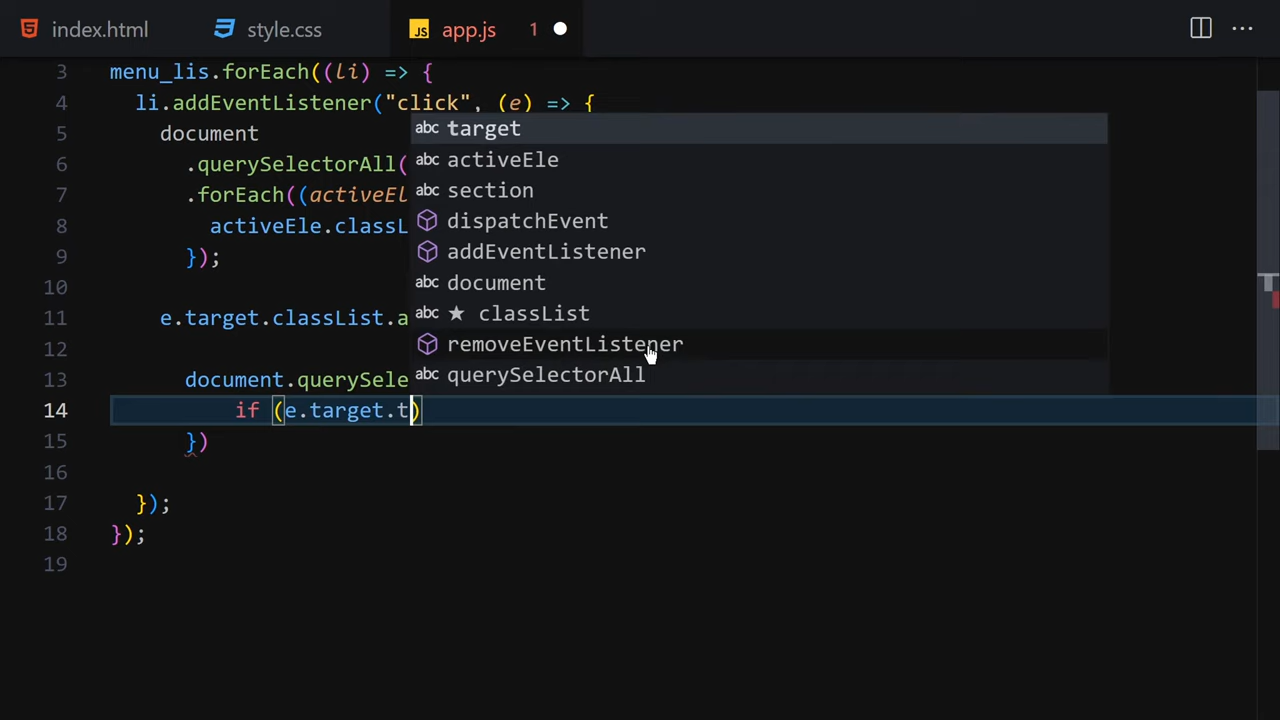 index.html style.css JS app.js 1
3 menu_lis.forEach((li) => {
4 li.addEventListener("click", (e) => {
5 document
6 .querySelectorAll(
7 .forEach((activeEl
8 activeEle.classL
9 });
10
11 e.target.classList.a
12
13 document.querySele
14 if (e.target.t)
15 })
16
17 });
18 });
19
abc target
abc activeEle
abc section
dispatchEvent
addEventListener
abc document
abc ★ classList
removeEventListener
abc querySelectorAll